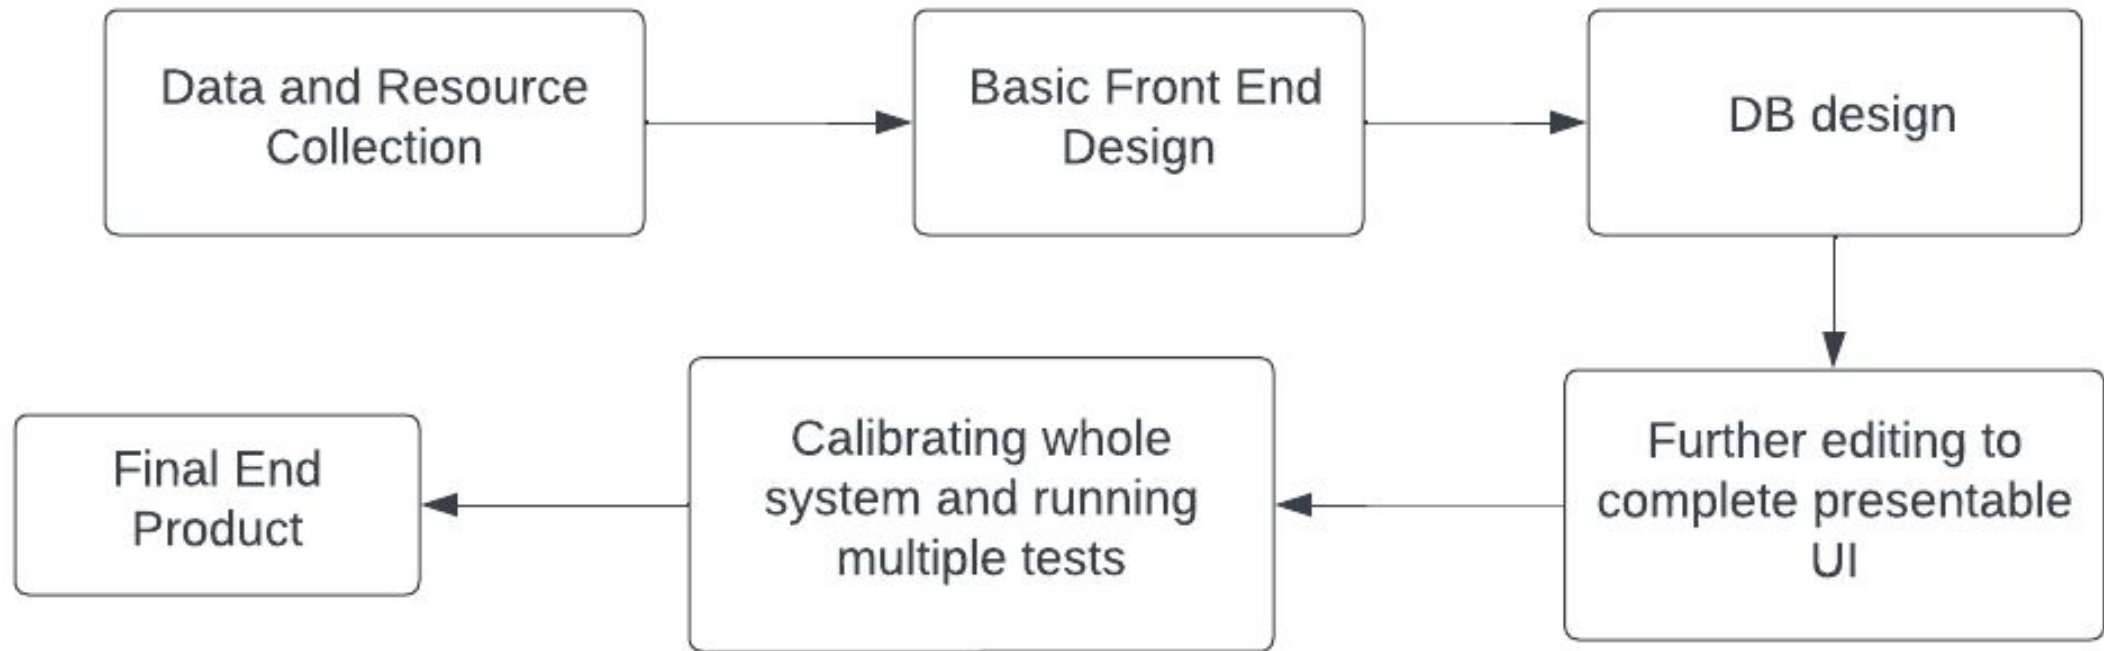 Data and Resource
Collection
Basic Front End
Design
DB design
Further editing to
complete presentable
UI
Calibrating whole
system and running
multiple tests
Final End
Product